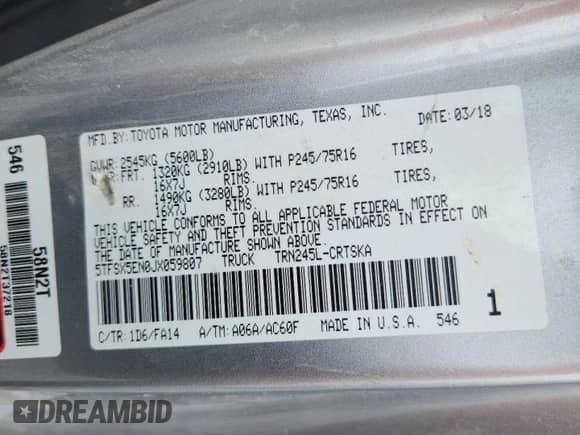 MFD.BY: TOYOTA MOTOR MANUFACTURING, TEXAS, INC.
DATE: 03/18
GVWR: 2545KG (5600LB)
FRT. 1320KG (2910LB) WITH P245/75R16 TIRES,
16X7J RIMS.
RR. 1490KG (3280LB) WITH P245/75R16 TIRES,
16X7J RIMS.
THIS VEHICLE CONFORMS TO ALL APPLICABLE FEDERAL MOTOR
VEHICLE SAFETY AND THEFT PREVENTION STANDARDS IN EFFECT ON
THE DATE OF MANUFACTURE SHOWN ABOVE.
5TFSX5EN0JX059807 TRUCK TRN245L-CRTSKA
1
C/TR: 1D6/FA14 A/TM: A06A/AC60F MADE IN U.S.A. 546
546
58N2T
DREAMBID